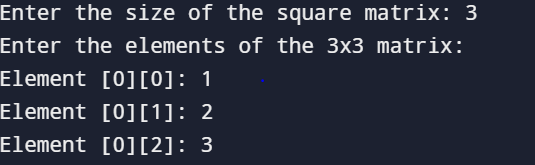 Enter the size of the square matrix: 3
Enter the elements of the 3x3 matrix:
Element [0][0]: 1
Element [0][1]: 2
Element [0][2]: 3